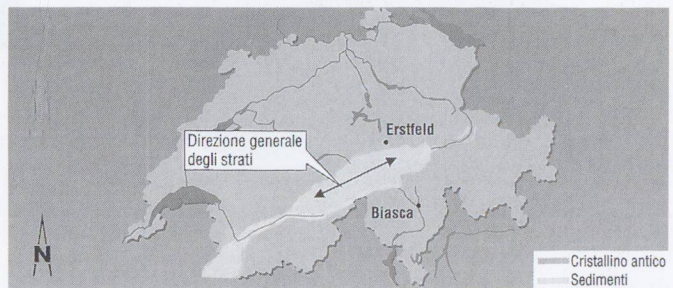 Erstfeld
Direzione generale
degli strati
Biasca
N
Cristallino antico
Sedimenti